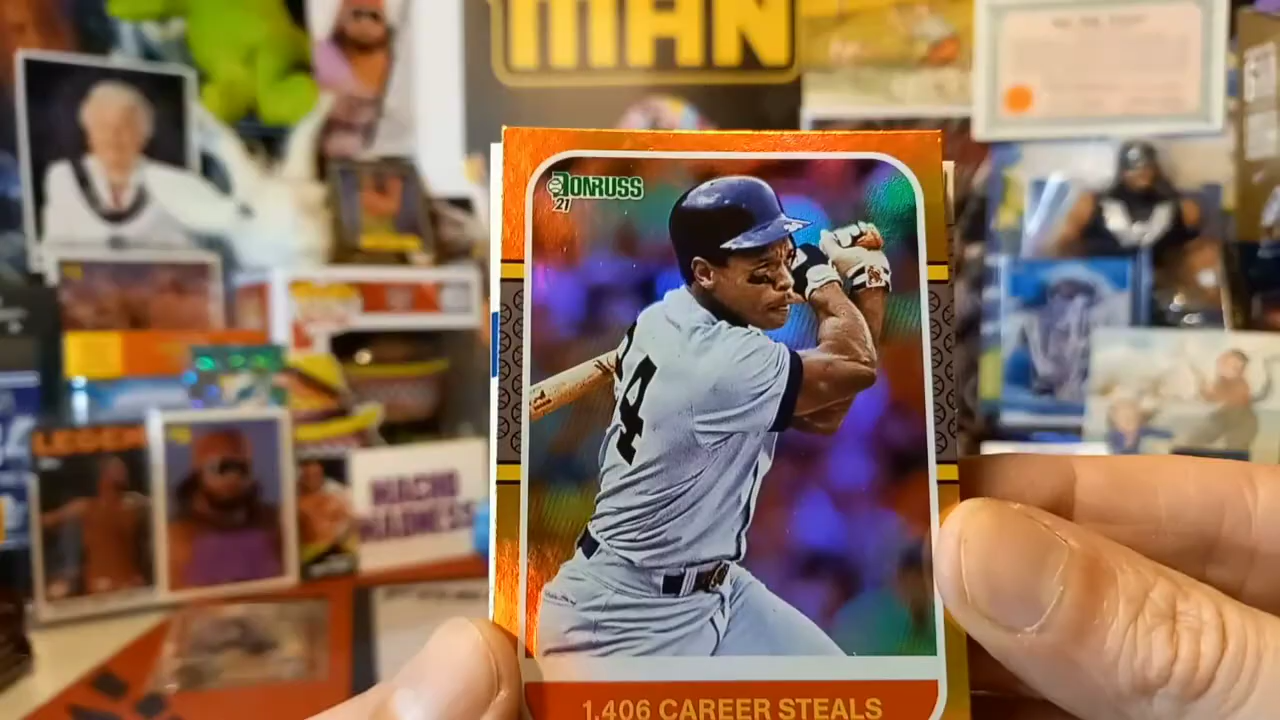 MAN
DONRUSS
21
24
LEGEN
MACHO
MADNESS
1,406 CAREER STEALS